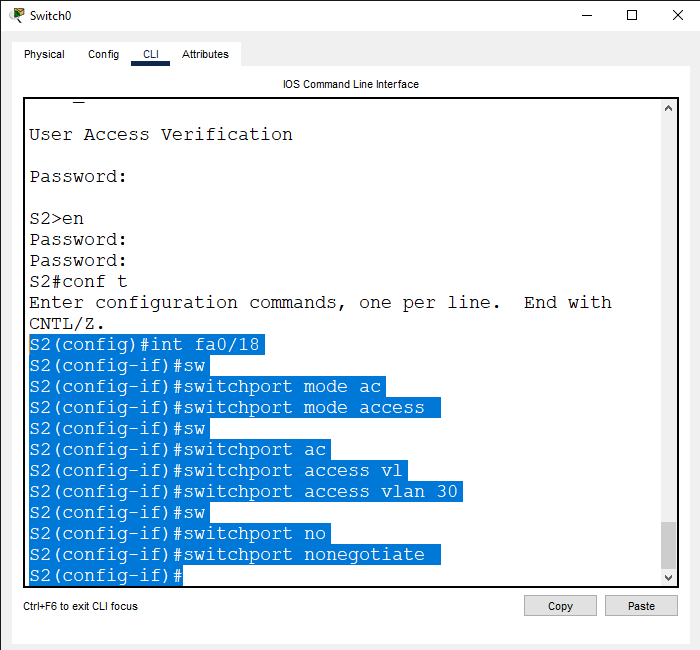 Switch0
Physical Config CLI Attributes
IOS Command Line Interface
User Access Verification
Password:
S2>en
Password:
Password:
S2#conf t
Enter configuration commands, one per line.  End with
CNTL/Z.
S2(config)#int fa0/18
S2(config-if)#sw
S2(config-if)#switchport mode ac
S2(config-if)#switchport mode access
S2(config-if)#sw
S2(config-if)#switchport ac
S2(config-if)#switchport access vl
S2(config-if)#switchport access vlan 30
S2(config-if)#sw
S2(config-if)#switchport no
S2(config-if)#switchport nonegotiate
S2(config-if)#
Ctrl+F6 to exit CLI focus
Copy Paste